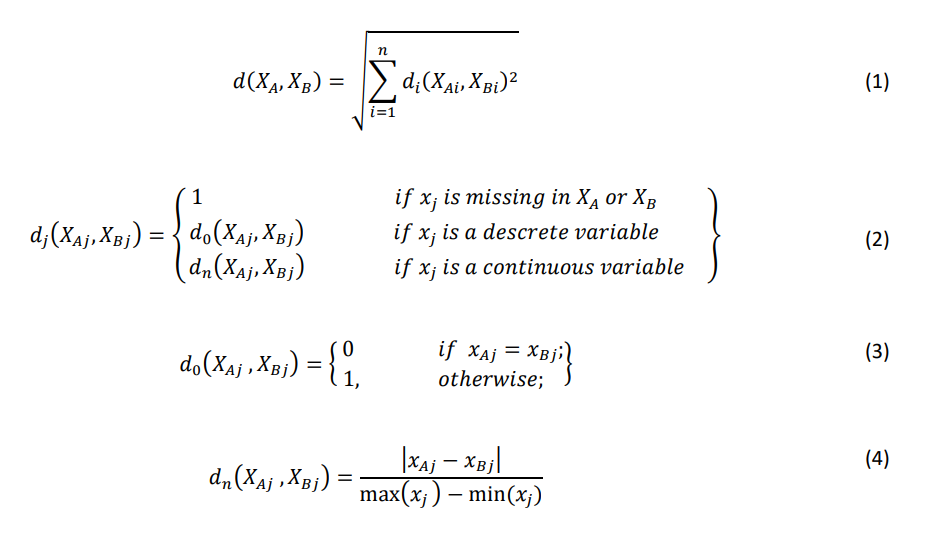 d(X_A, X_B) = √(∑_{i=1}^{n} d_i(X_{Ai}, X_{Bi})²) (1)
d_j(X_{Aj}, X_{Bj}) = { 1 if x_j is missing in X_A or X_B
d_0(X_{Aj}, X_{Bj}) if x_j is a descrete variable
d_n(X_{Aj}, X_{Bj}) if x_j is a continuous variable } (2)
d_0(X_{Aj} , X_{Bj}) = { 0 if x_{Aj} = x_{Bj};
1, otherwise; } (3)
d_n(X_{Aj} , X_{Bj}) = |x_{Aj} − x_{Bj}| / (max(x_j) − min(x_j)) (4)